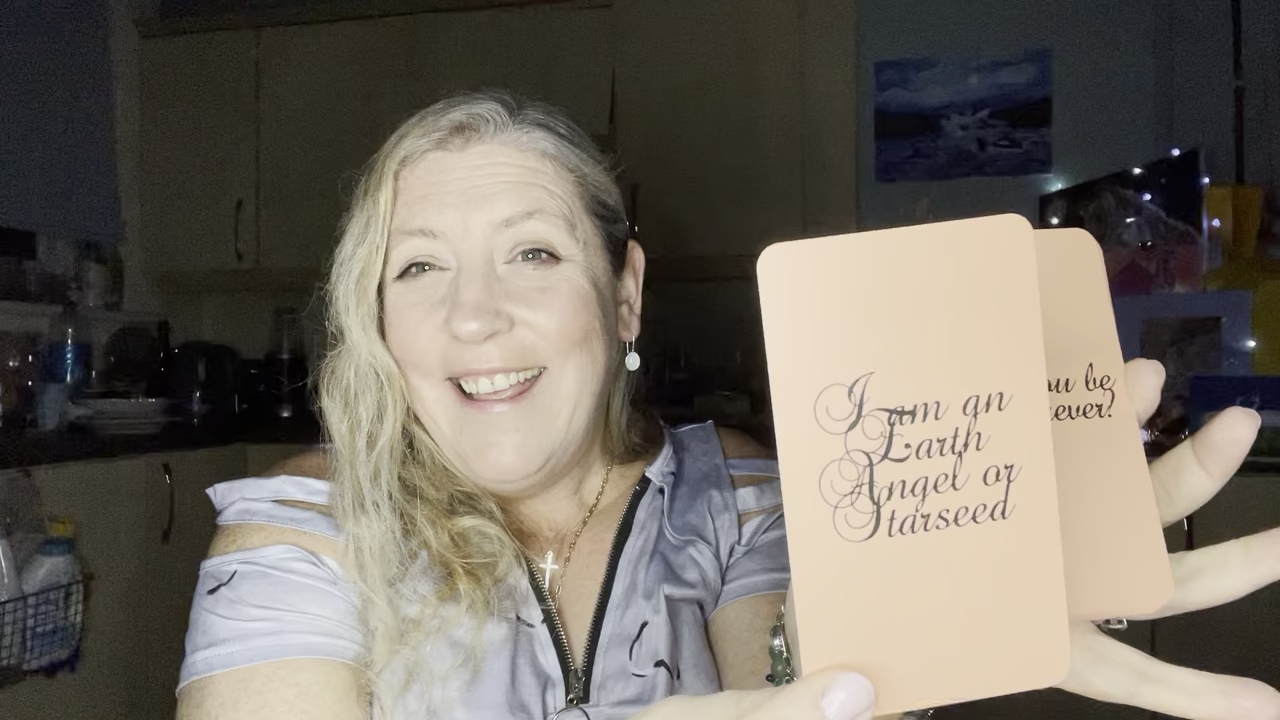 I am an
Earth
Angel or
Starseed
ou be
ever?